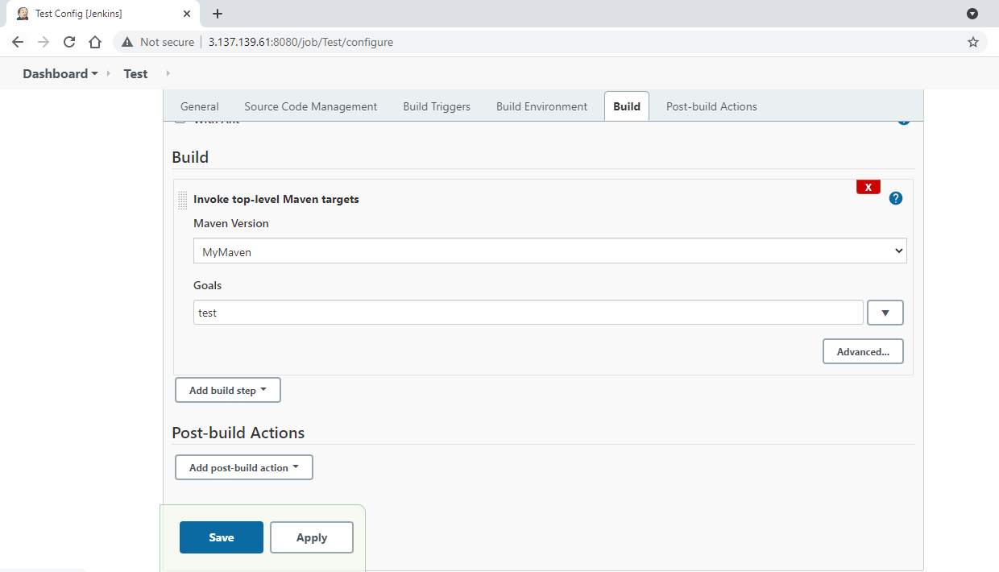 Test Config [Jenkins]
Not secure 3.137.139.61:8080/job/Test/configure
Dashboard Test
General Source Code Management Build Triggers Build Environment Build Post-build Actions
With Ant
Build
X
Invoke top-level Maven targets ?
Maven Version
MyMaven
Goals
test
Advanced...
Add build step
Post-build Actions
Add post-build action
Save Apply